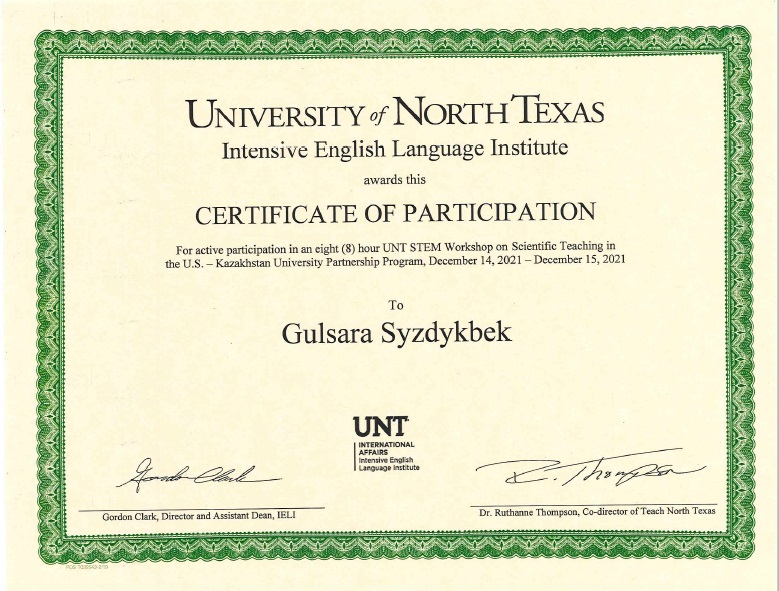 UNIVERSITY of NORTH TEXAS
Intensive English Language Institute
awards this
CERTIFICATE OF PARTICIPATION
For active participation in an eight (8) hour UNT STEM Workshop on Scientific Teaching in
the U.S. – Kazakhstan University Partnership Program, December 14, 2021 – December 15, 2021
To
Gulsara Syzdykbek
UNT
INTERNATIONAL
AFFAIRS
Intensive English
Language Institute
Gordon Clark
R. Thompson
Gordon Clark, Director and Assistant Dean, IELI
Dr. Ruthanne Thompson, Co-director of Teach North Texas